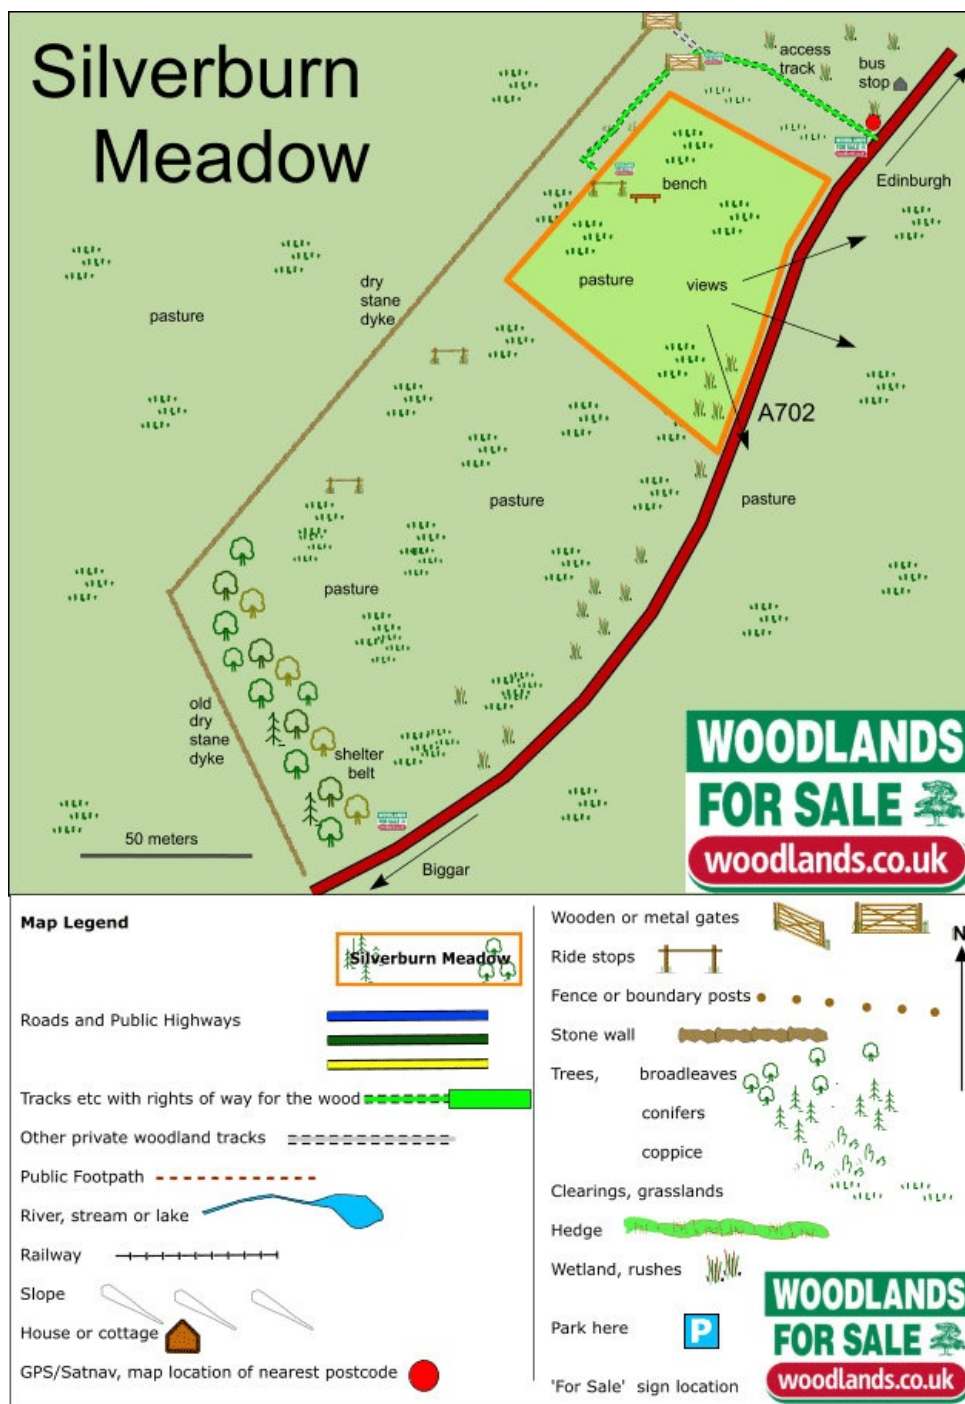 Silverburn
Meadow
access
track
bus
stop
Edinburgh
bench
dry
stane
dyke
pasture
pasture
views
A702
pasture
pasture
pasture
old
dry
stane
dyke
shelter
belt
50 meters
Biggar
WOODLANDS
FOR SALE
woodlands.co.uk
Map Legend
Silverburn Meadow
Roads and Public Highways
Tracks etc with rights of way for the wood
Other private woodland tracks
Public Footpath
River, stream or lake
Railway
Slope
House or cottage
GPS/Satnav, map location of nearest postcode
Wooden or metal gates
N
Ride stops
Fence or boundary posts
Stone wall
Trees, broadleaves
conifers
coppice
Clearings, grasslands
Hedge
Wetland, rushes
Park here
P
'For Sale' sign location
WOODLANDS
FOR SALE
woodlands.co.uk